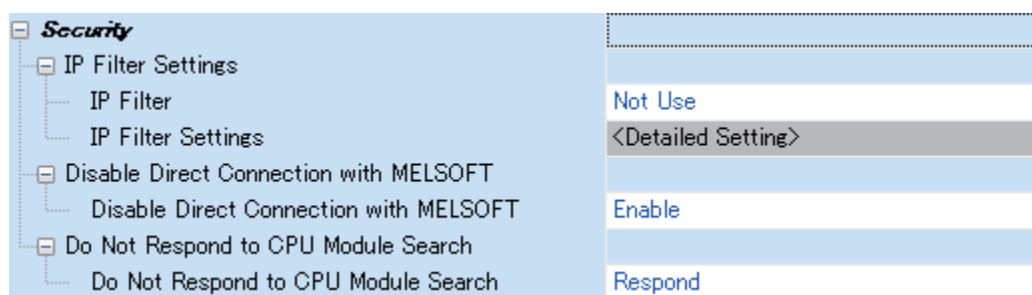 Security
IP Filter Settings
IP Filter Not Use
IP Filter Settings <Detailed Setting>
Disable Direct Connection with MELSOFT
Disable Direct Connection with MELSOFT Enable
Do Not Respond to CPU Module Search
Do Not Respond to CPU Module Search Respond